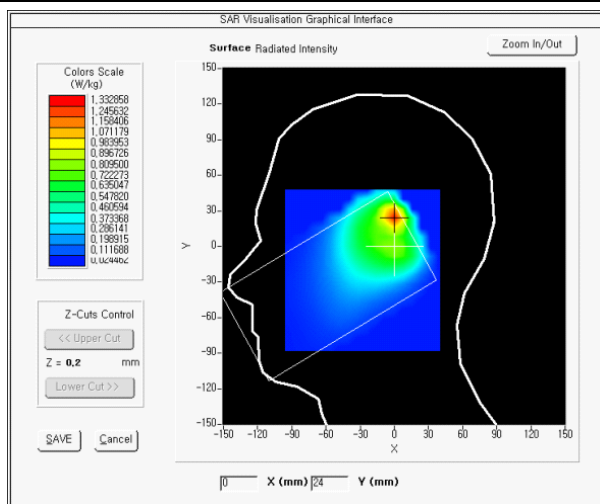 SAR Visualisation Graphical Interface
Surface Radiated Intensity
Zoom In/Out
Colors Scale
(W/kg)
1,332858
1,245632
1,158406
1,071179
0,983953
0,896726
0,809500
0,722273
0,635047
0,547820
0,460594
0,373368
0,286141
0,198915
0,111688
0,024462
Z-Cuts Control
<< Upper Cut
Z = 0,2 mm
Lower Cut >>
SAVE Cancel
150
120
90
60
30
0
-30
-60
-90
-120
-150
Y
-150 -120 -90 -60 -30 0 30 60 90 120 150
X
0 X (mm) 24 Y (mm)